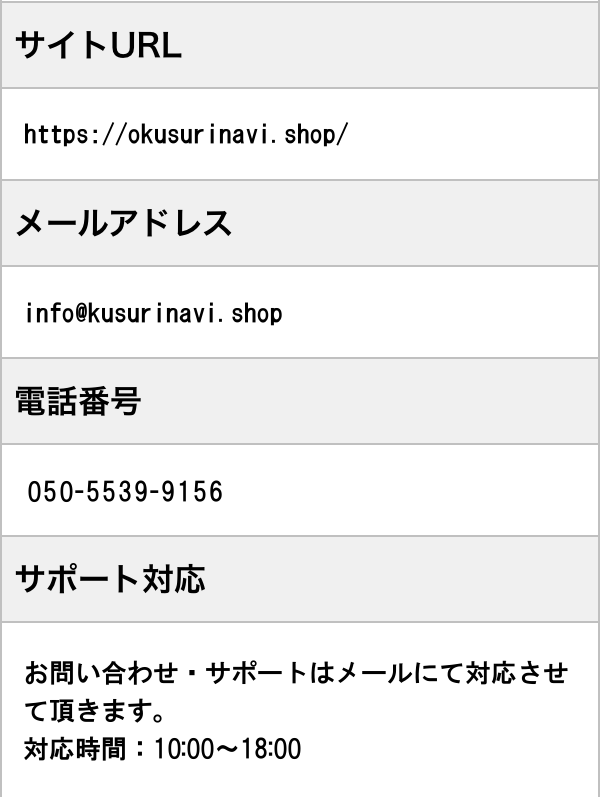 サイトURL
https://okusurinavi.shop/
メールアドレス
info@kusurinavi.shop
電話番号
050-5539-9156
サポート対応
お問い合わせ・サポートはメールにて対応させ
て頂きます。
対応時間：10:00～18:00